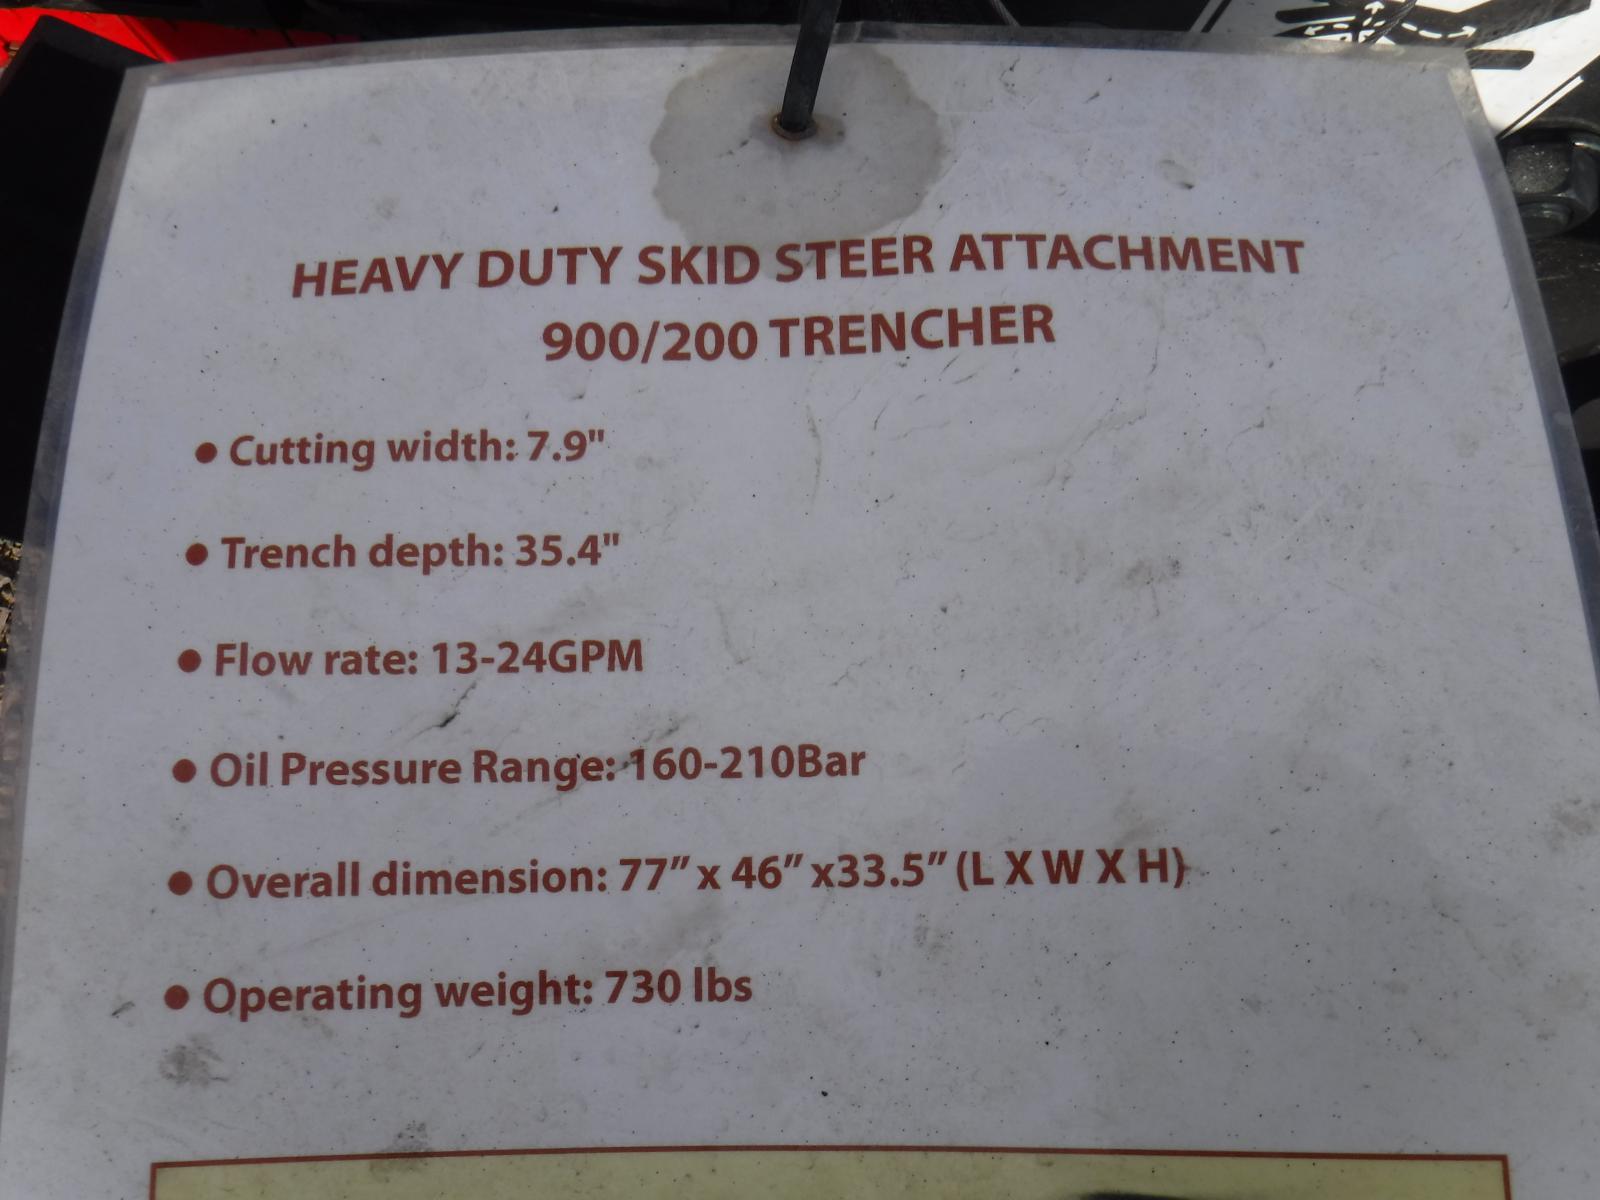 HEAVY DUTY SKID STEER ATTACHMENT
900/200 TRENCHER
● Cutting width: 7.9"
● Trench depth: 35.4"
● Flow rate: 13-24GPM
● Oil Pressure Range: 160-210Bar
● Overall dimension: 77” x 46” x33.5” (L X W X H)
● Operating weight: 730 lbs